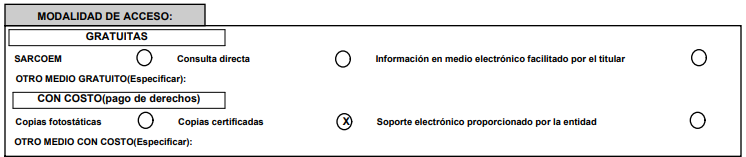 MODALIDAD DE ACCESO:
GRATUITAS
SARCOEM Consulta directa Información en medio electrónico facilitado por el titular
OTRO MEDIO GRATUITO(Especificar):
CON COSTO(pago de derechos)
Copias fotostáticas Copias certificadas X Soporte electrónico proporcionado por la entidad
OTRO MEDIO CON COSTO(Especificar):